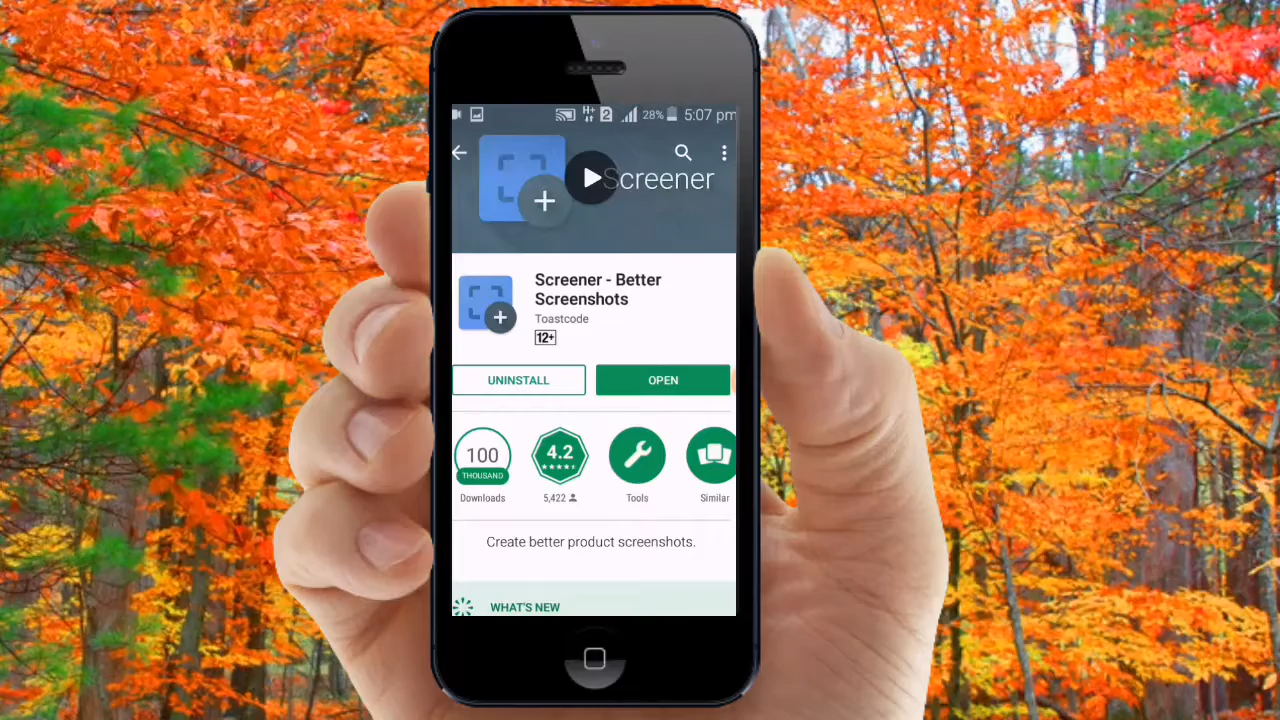 H+ 2 28% 5:07 pm
Screener
Screener - Better
Screenshots
Toastcode
12+
UNINSTALL
OPEN
100
THOUSAND
Downloads
4.2
5,422
Tools
Similar
Create better product screenshots.
WHAT'S NEW